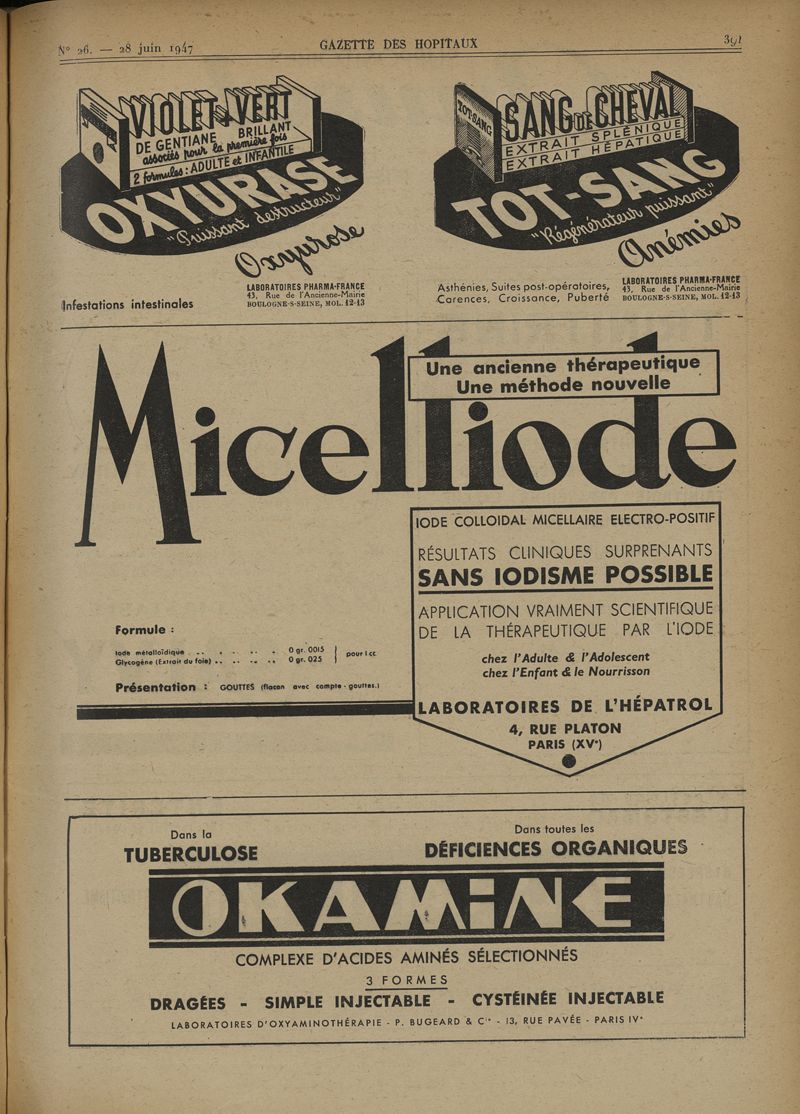 N° 26. — 28 juin 1947
GAZETTE DES HOPITAUX
391
VIOLET & VERT
DE GENTIANE BRILLANT
associés pour la première fois
2 formules : ADULTE et INFANTILE
OXYURASE
"Puissant destructeur"
Oxyurose
Infestations intestinales
LABORATOIRES PHARMA-FRANCE
43, Rue de l'Ancienne-Mairie
BOULOGNE-S-SEINE, MOL. 12-13
TOT-SANG
SANG DE CHEVAL
EXTRAIT SPLÉNIQUE
EXTRAIT HÉPATIQUE
TOT-SANG
"Régénérateur puissant"
Anémies
Asthénies, Suites post-opératoires,
Carences, Croissance, Puberté
LABORATOIRES PHARMA-FRANCE
43, Rue de l'Ancienne-Mairie
BOULOGNE-S-SEINE, MOL. 12-13
Une ancienne thérapeutique
Une méthode nouvelle
Micelliode
IODE COLLOIDAL MICELLAIRE ELECTRO-POSITIF
RÉSULTATS CLINIQUES SURPRENANTS
SANS IODISME POSSIBLE
APPLICATION VRAIMENT SCIENTIFIQUE
DE LA THÉRAPEUTIQUE PAR L'IODE
chez l'Adulte & l'Adolescent
chez l'Enfant & le Nourrisson
LABORATOIRES DE L'HÉPATROL
4, RUE PLATON
PARIS (XVe)
Formule :
Iode métalloïdique .. .. .. .. 0 gr. 0015
Glycogène (Extrait du foie) .. .. .. .. 0 gr. 025
pour 1 cc.
Présentation : GOUTTES (flacon avec compte-gouttes.)
Dans la
TUBERCULOSE
Dans toutes les
DÉFICIENCES ORGANIQUES
OKAMINE
COMPLEXE D'ACIDES AMINÉS SÉLECTIONNÉS
3 FORMES
DRAGÉES - SIMPLE INJECTABLE - CYSTÉINÉE INJECTABLE
LABORATOIRES D'OXYAMINOTHÉRAPIE - P. BUGEARD & Cie - 13, RUE PAVÉE - PARIS IVe